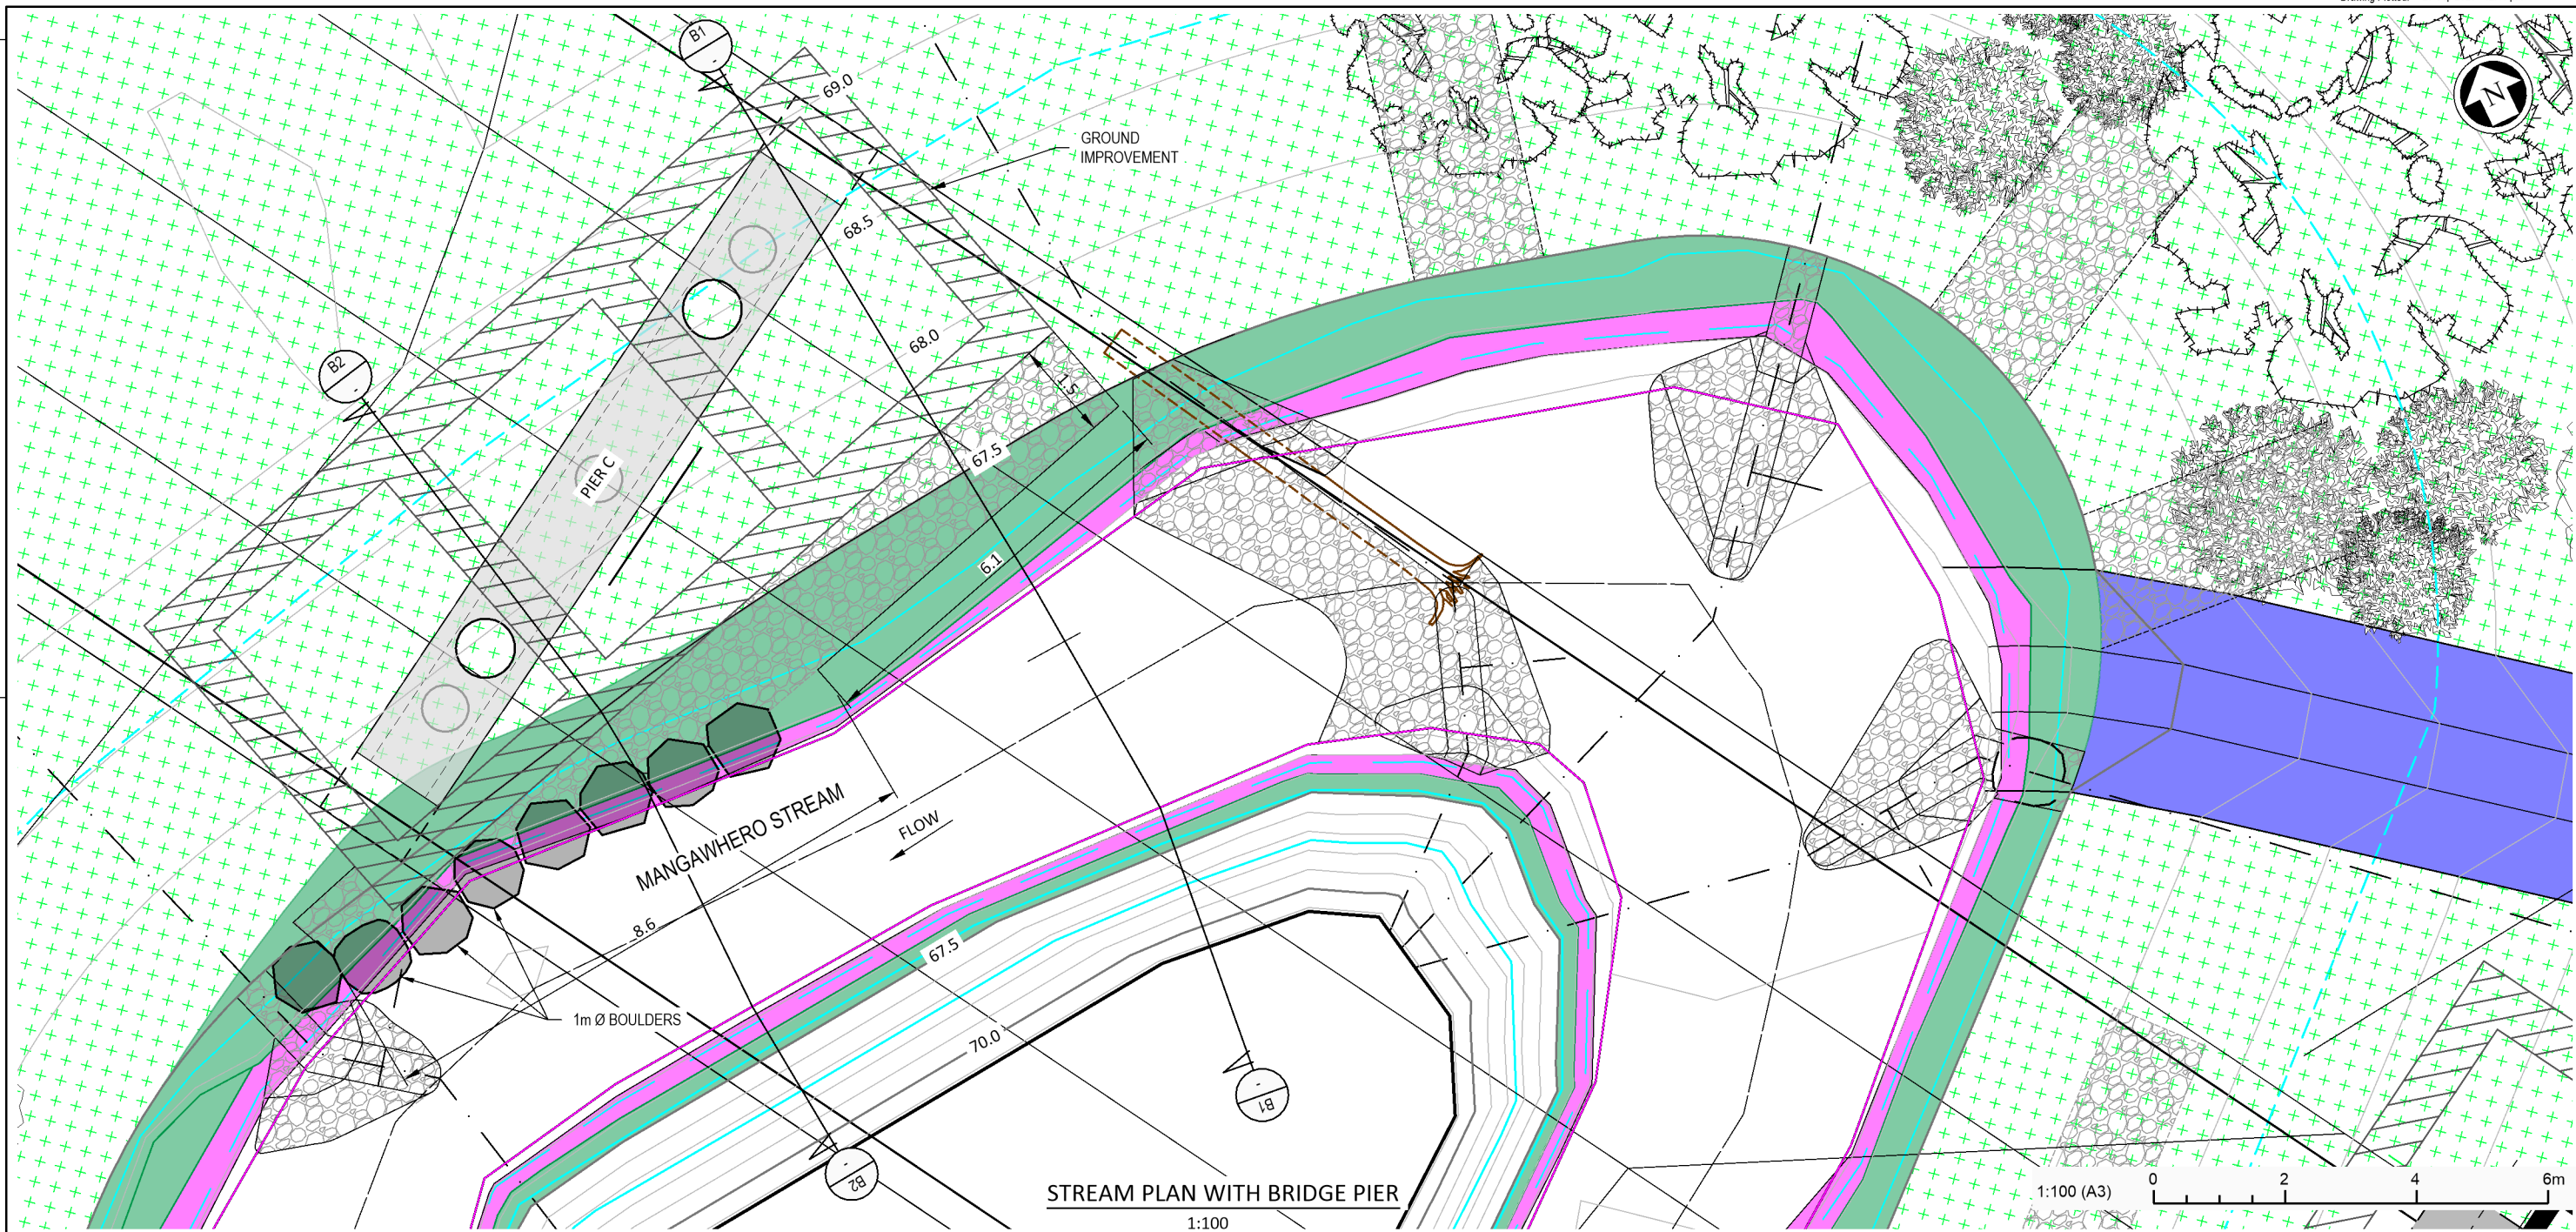 B1
-
69.0
N
GROUND
IMPROVEMENT
68.5
68.0
B2
-
1.5
67.5
PIER C
6.1
MANGAWHERO STREAM
FLOW
8.6
67.5
1m Ø BOULDERS
70.0
-
B1
-
B2
STREAM PLAN WITH BRIDGE PIER
1:100
1:100 (A3)
0 2 4 6m